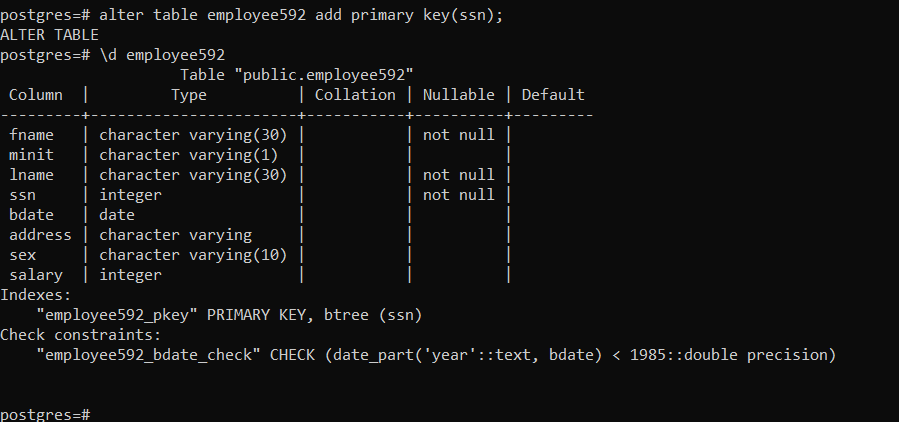 postgres=# alter table employee592 add primary key(ssn);
ALTER TABLE
postgres=# \d employee592
                    Table "public.employee592"
 Column  |         Type          | Collation | Nullable | Default
---------+-----------------------+-----------+----------+---------
 fname   | character varying(30) |           | not null |
 minit   | character varying(1)  |           |          |
 lname   | character varying(30) |           | not null |
 ssn     | integer               |           | not null |
 bdate   | date                  |           |          |
 address | character varying     |           |          |
 sex     | character varying(10) |           |          |
 salary  | integer               |           |          |
Indexes:
    "employee592_pkey" PRIMARY KEY, btree (ssn)
Check constraints:
    "employee592_bdate_check" CHECK (date_part('year'::text, bdate) < 1985::double precision)
postgres=#